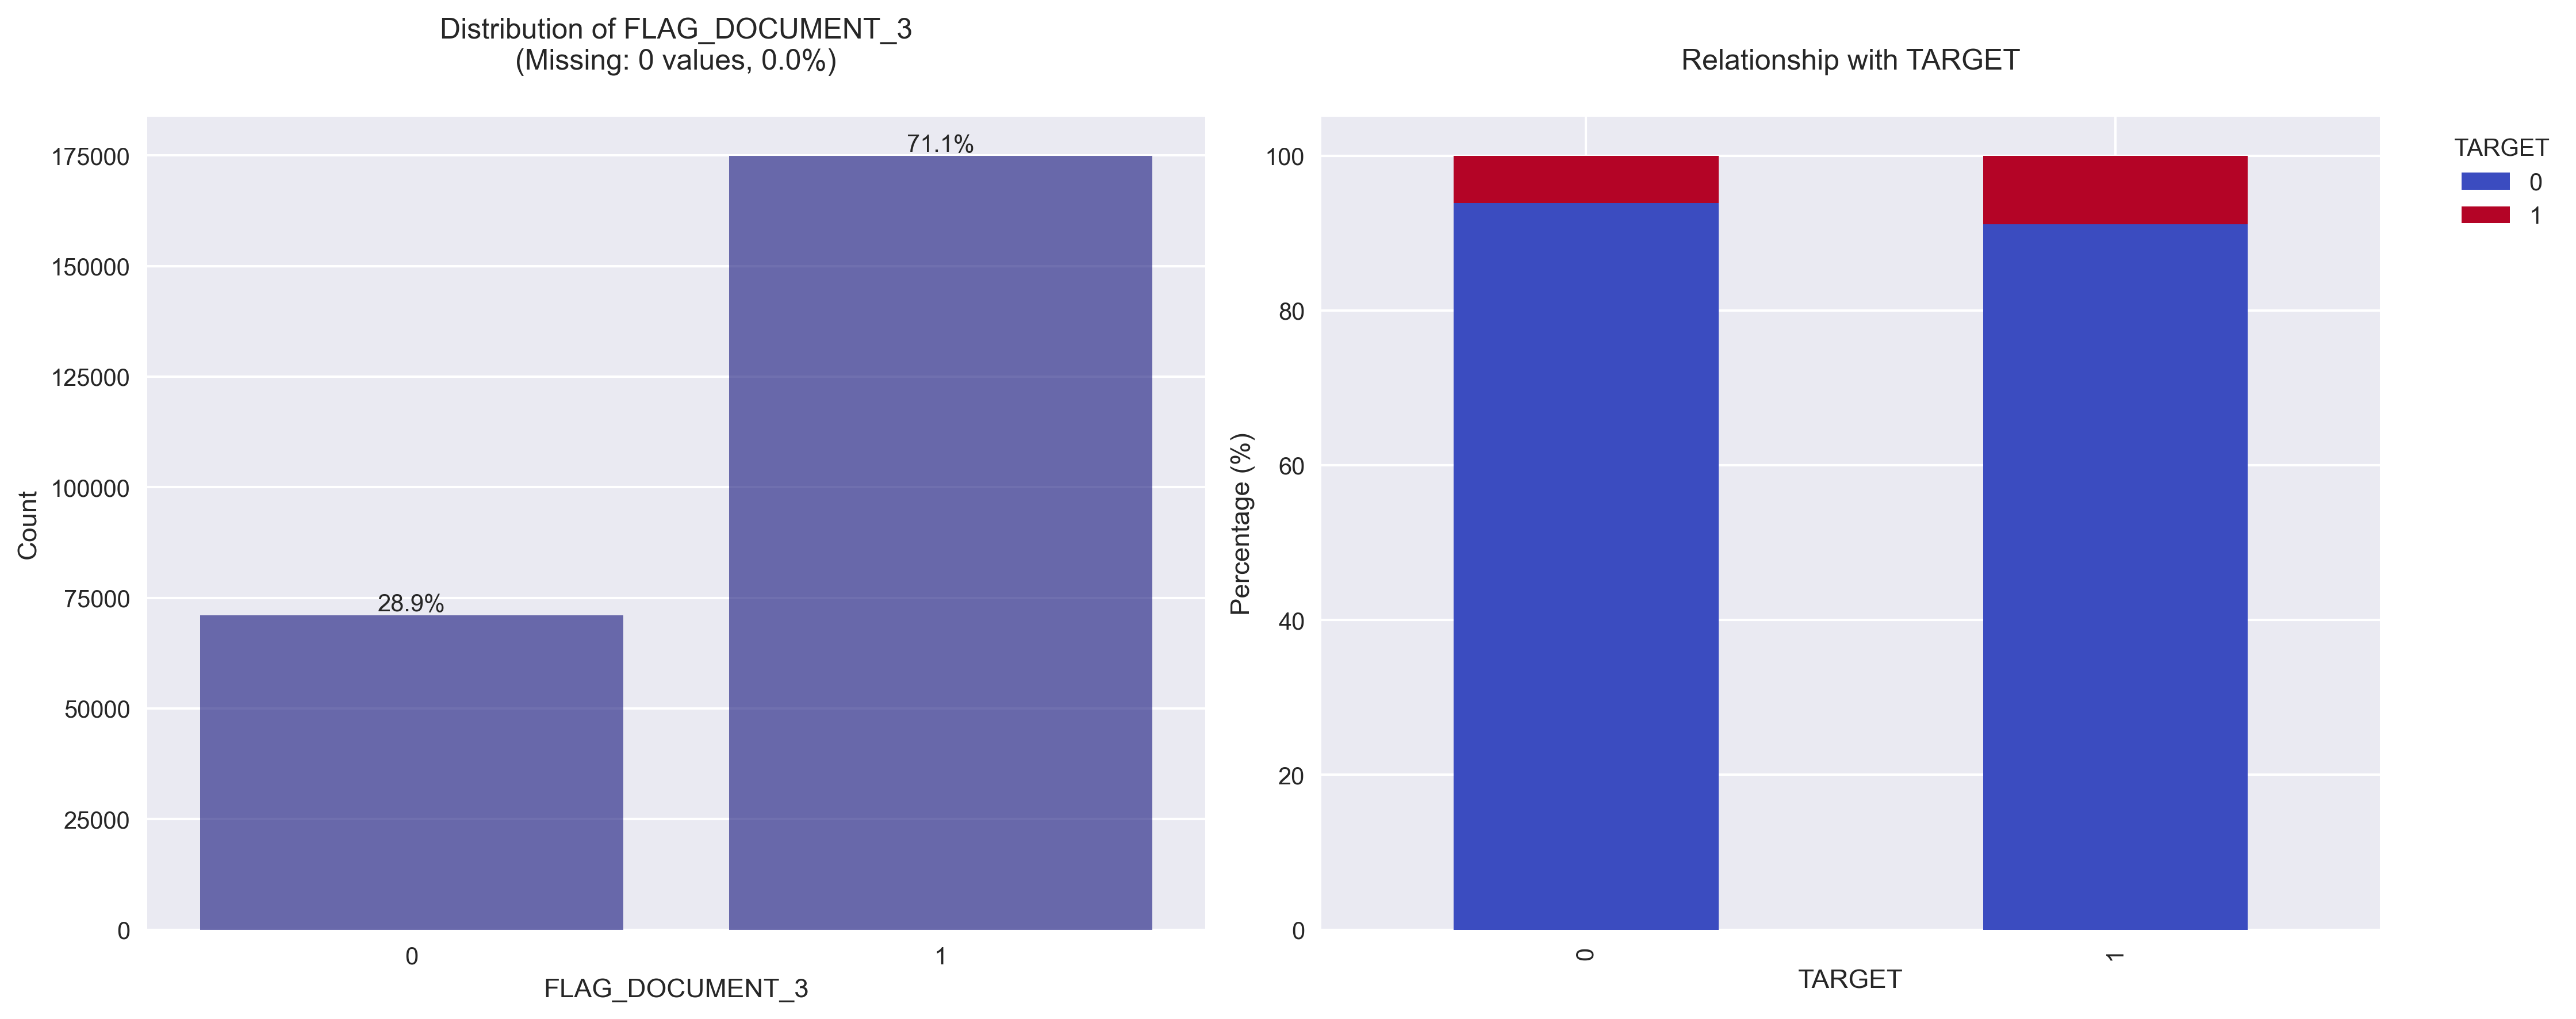 Distribution of FLAG_DOCUMENT_3
(Missing: 0 values, 0.0%)
175000
150000
125000
100000
75000
50000
25000
0
Count
71.1%
28.9%
0
1
FLAG_DOCUMENT_3
Relationship with TARGET
100
80
60
40
20
0
Percentage (%)
0
1
TARGET
TARGET
0
1